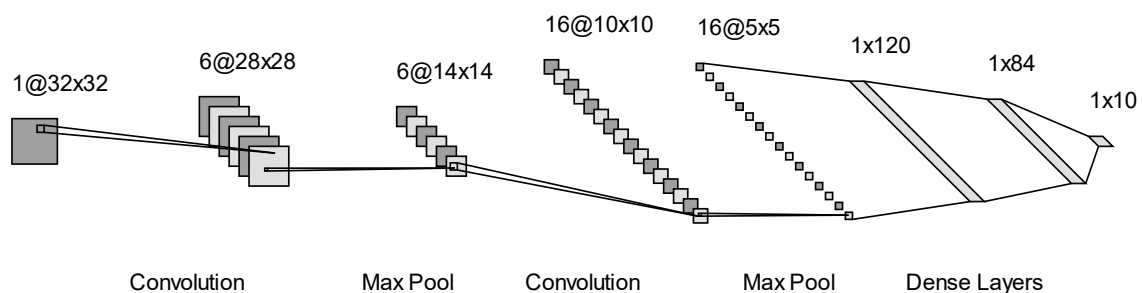 1@32x32
6@28x28
6@14x14
16@10x10
16@5x5
1x120
1x84
1x10
Convolution
Max Pool
Convolution
Max Pool
Dense Layers